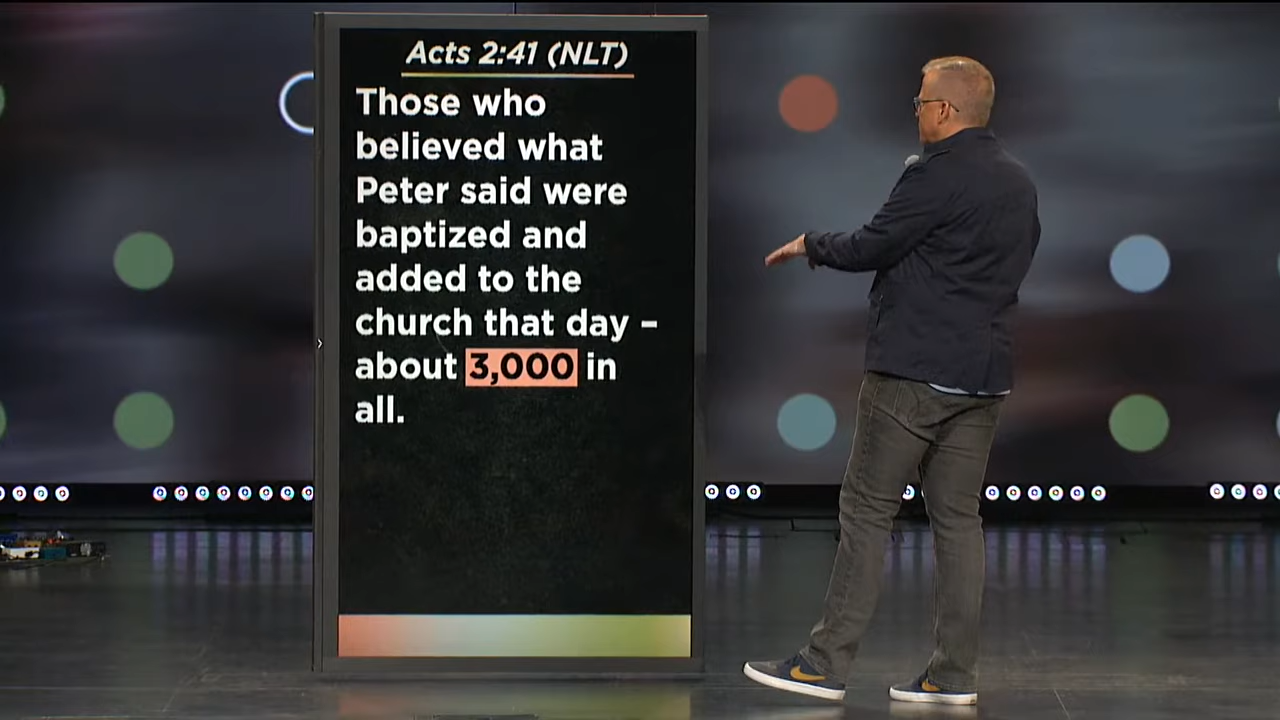 Acts 2:41 (NLT)
Those who
believed what
Peter said were
baptized and
added to the
church that day –
about 3,000 in
all.